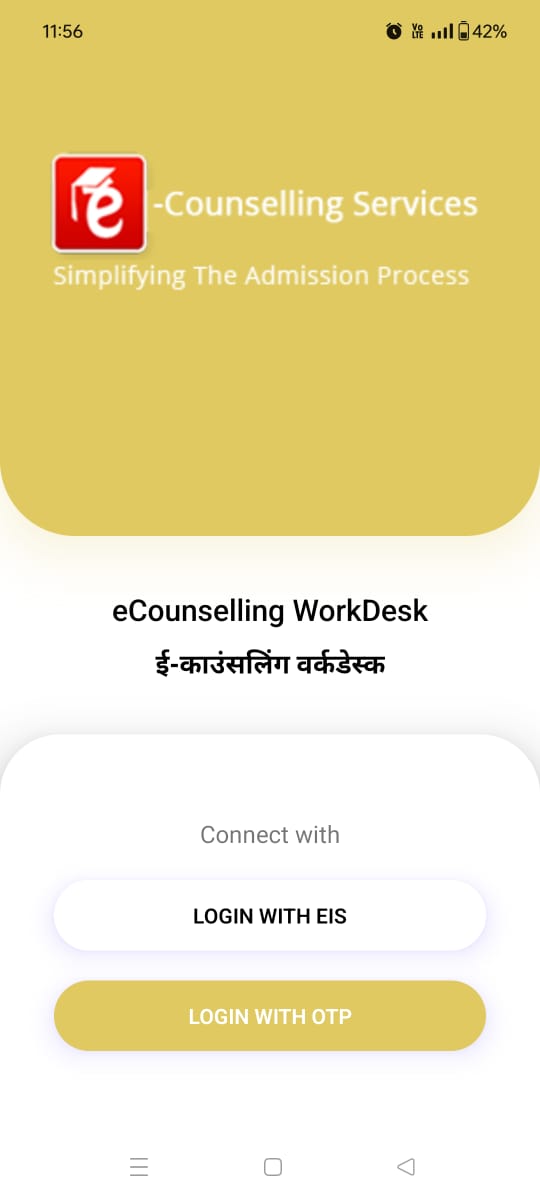 11:56
Vo
LTE
42%
e
-Counselling Services
Simplifying The Admission Process
eCounselling WorkDesk
ई-काउंसलिंग वर्कडेस्क
Connect with
LOGIN WITH EIS
LOGIN WITH OTP